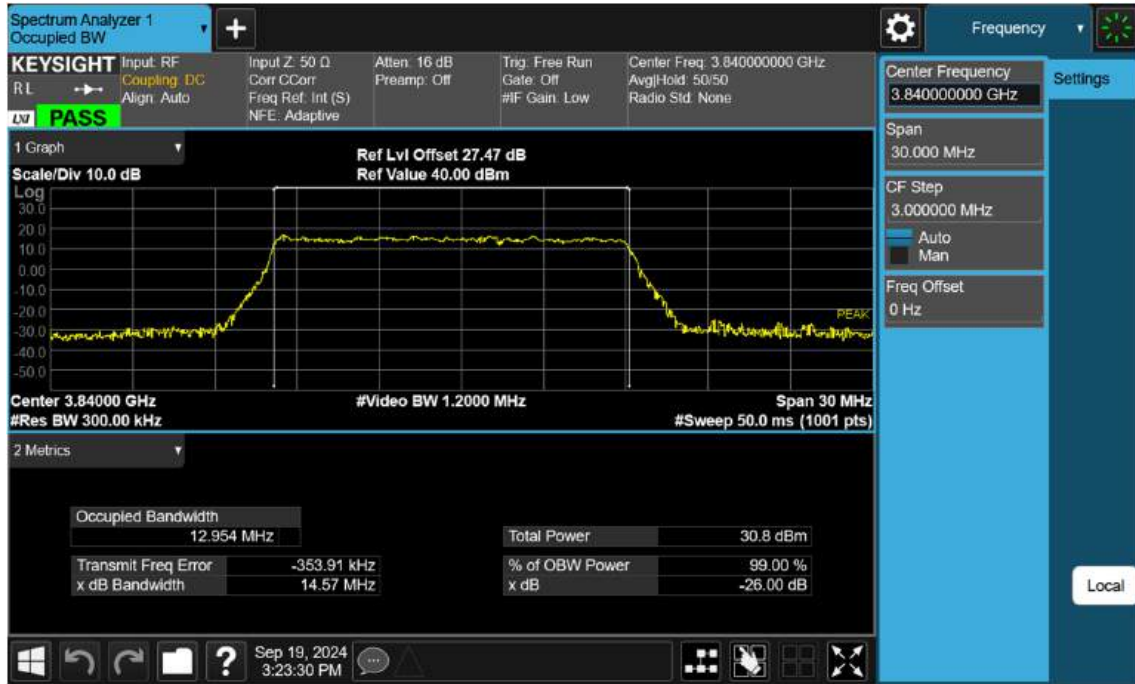 Spectrum Analyzer 1
Occupied BW
Frequency
KEYSIGHT
RL
LXI PASS
Input: RF
Coupling: DC
Align: Auto
Input Z: 50 Ω
Corr CCorr
Freq Ref: Int (S)
NFE: Adaptive
Atten: 16 dB
Preamp: Off
Trig: Free Run
Gate: Off
#IF Gain: Low
Center Freq: 3.840000000 GHz
Avg|Hold: 50/50
Radio Std: None
Center Frequency
3.840000000 GHz
Settings
Span
30.000 MHz
CF Step
3.000000 MHz
Auto
Man
Freq Offset
0 Hz
Local
1 Graph
Scale/Div 10.0 dB
Ref Lvl Offset 27.47 dB
Ref Value 40.00 dBm
Log
30.0
20.0
10.0
0.00
-10.0
-20.0
-30.0
-40.0
-50.0
PEAK
Center 3.84000 GHz
#Video BW 1.2000 MHz
Span 30 MHz
#Res BW 300.00 kHz
#Sweep 50.0 ms (1001 pts)
2 Metrics
Occupied Bandwidth
12.954 MHz
Total Power 30.8 dBm
Transmit Freq Error -353.91 kHz
% of OBW Power 99.00 %
x dB Bandwidth 14.57 MHz
x dB -26.00 dB
?
Sep 19, 2024
3:23:30 PM